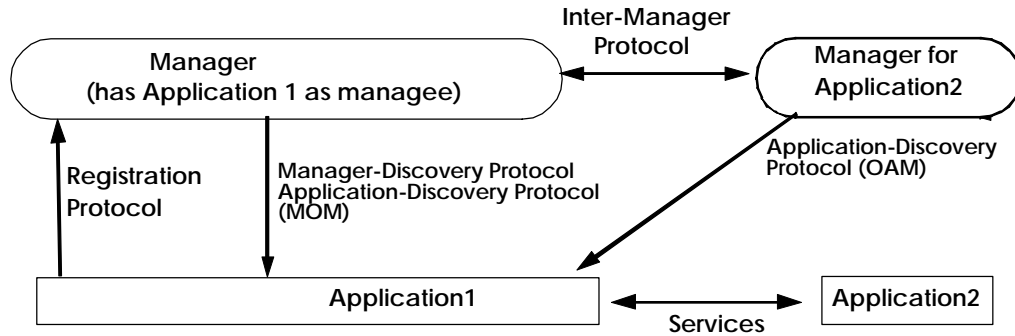 Inter-Manager
Protocol
Manager
(has Application 1 as managee)
Manager for
Application2
Registration
Protocol
Manager-Discovery Protocol
Application-Discovery Protocol
(MOM)
Application-Discovery
Protocol (OAM)
Application1
Services
Application2